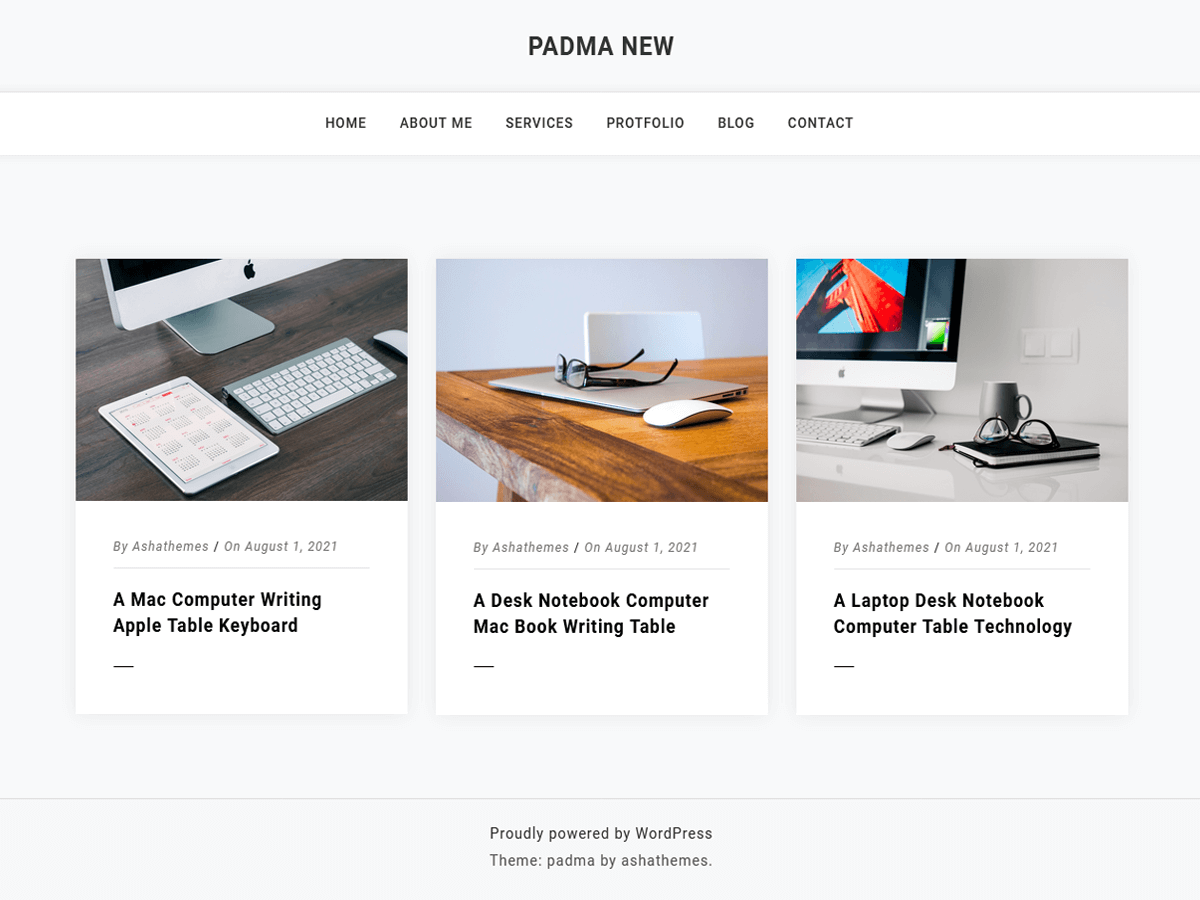 PADMA NEW
HOME ABOUT ME SERVICES PROTFOLIO BLOG CONTACT
By Ashathemes / On August 1, 2021
A Mac Computer Writing
Apple Table Keyboard
By Ashathemes / On August 1, 2021
A Desk Notebook Computer
Mac Book Writing Table
By Ashathemes / On August 1, 2021
A Laptop Desk Notebook
Computer Table Technology
Proudly powered by WordPress
Theme: padma by ashathemes.